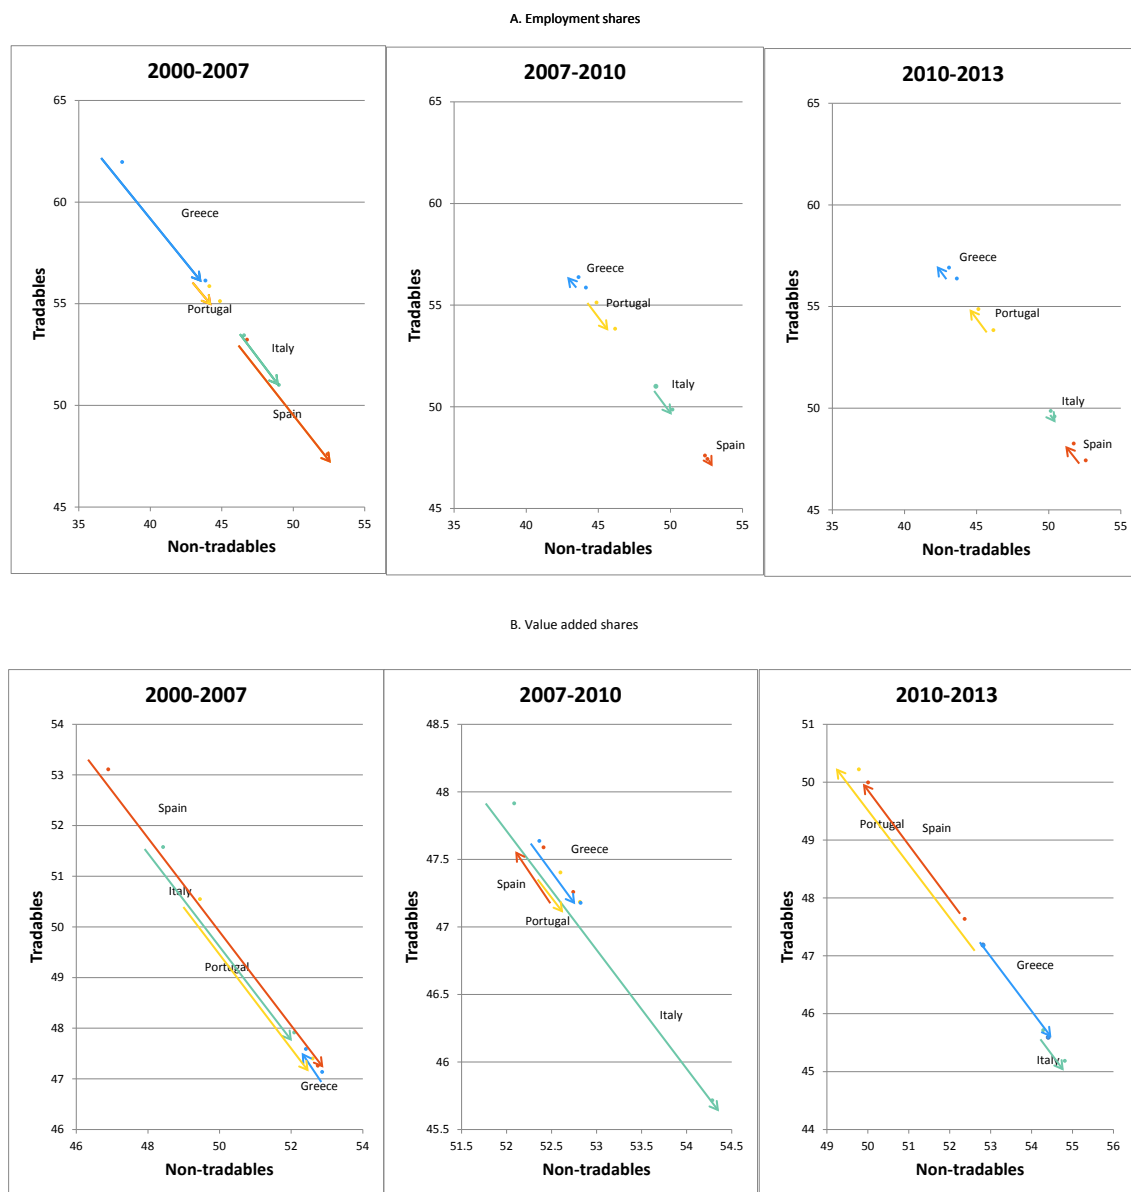 A. Employment shares
2000-2007
65
60
55
50
45
35
40
45
50
55
Tradables
Non-tradables
Greece
Portugal
Italy
Spain
2007-2010
65
60
55
50
45
35
40
45
50
55
Tradables
Non-tradables
Greece
Portugal
Italy
Spain
2010-2013
65
60
55
50
45
35
40
45
50
55
Tradables
Non-tradables
Greece
Portugal
Italy
Spain
B. Value added shares
2000-2007
54
53
52
51
50
49
48
47
46
46
48
50
52
54
Tradables
Non-tradables
Spain
Italy
Portugal
Greece
2007-2010
48.5
48
47.5
47
46.5
46
45.5
51.5
52
52.5
53
53.5
54
54.5
Tradables
Non-tradables
Greece
Spain
Portugal
Italy
2010-2013
51
50
49
48
47
46
45
44
49
50
51
52
53
54
55
56
Tradables
Non-tradables
Portugal
Spain
Greece
Italy